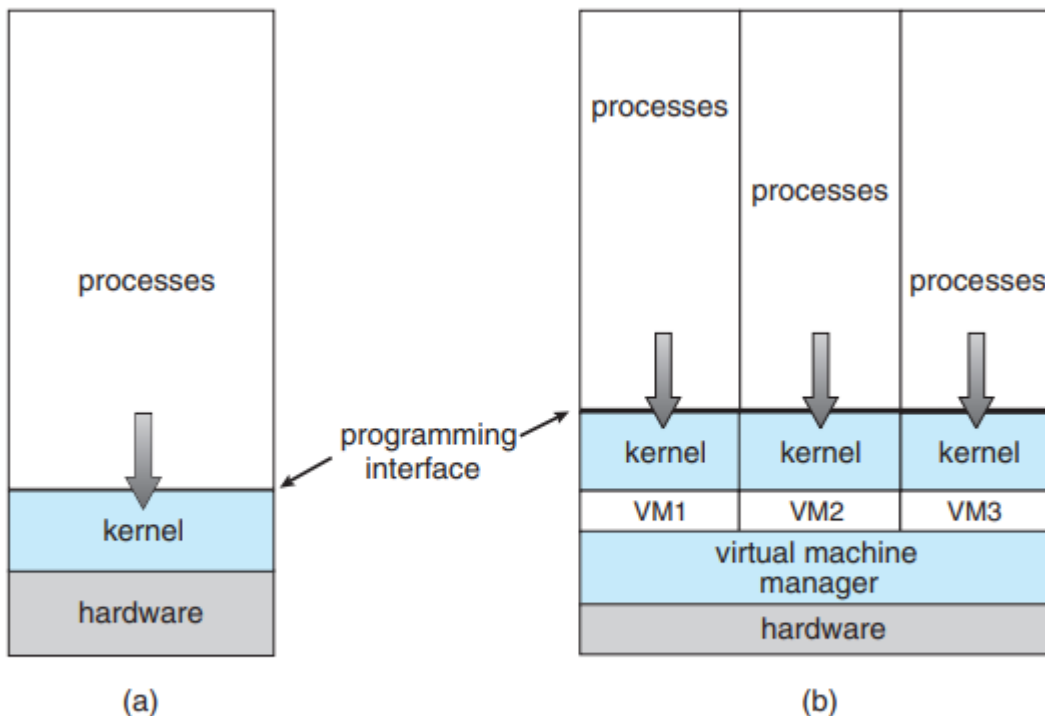 processes
kernel
hardware
(a)
programming
interface
processes
processes
processes
kernel
kernel
kernel
VM1
VM2
VM3
virtual machine
manager
hardware
(b)